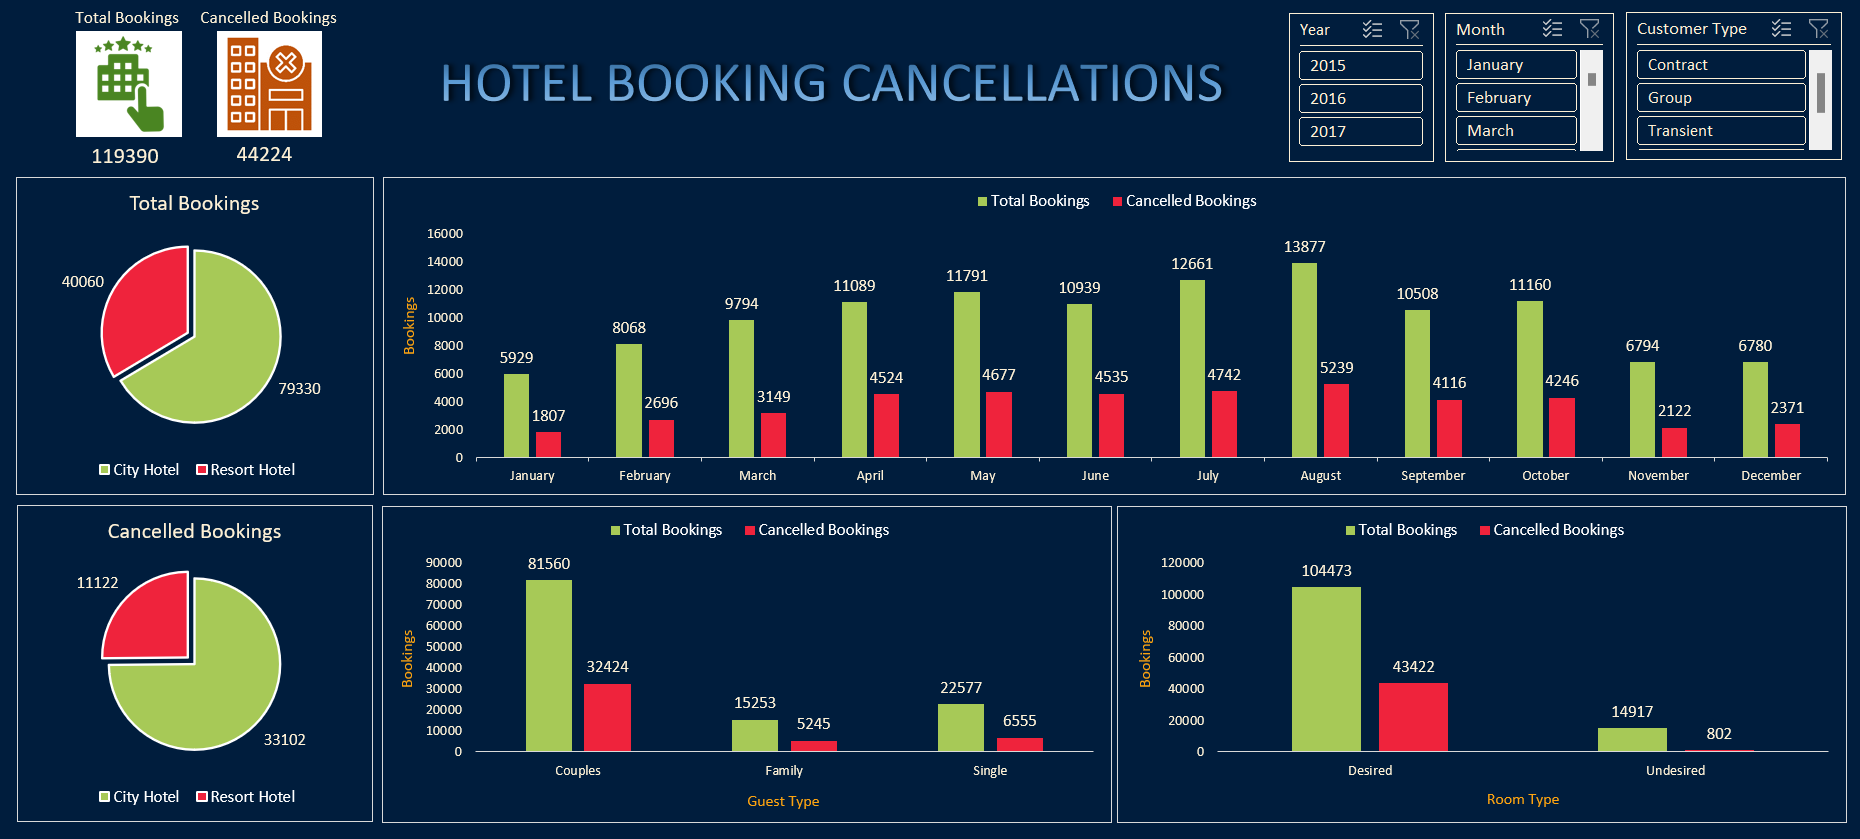 Total Bookings
Cancelled Bookings
119390
44224
HOTEL BOOKING CANCELLATIONS
Year
2015
2016
2017
Month
January
February
March
Customer Type
Contract
Group
Transient
Total Bookings
40060
79330
City Hotel
Resort Hotel
Total Bookings
Cancelled Bookings
Bookings
16000
14000
12000
10000
8000
6000
4000
2000
0
5929
1807
8068
2696
9794
3149
11089
4524
11791
4677
10939
4535
12661
4742
13877
5239
10508
4116
11160
4246
6794
2122
6780
2371
January
February
March
April
May
June
July
August
September
October
November
December
Cancelled Bookings
11122
33102
City Hotel
Resort Hotel
Total Bookings
Cancelled Bookings
Bookings
90000
80000
70000
60000
50000
40000
30000
20000
10000
0
81560
32424
15253
5245
22577
6555
Couples
Family
Single
Guest Type
Total Bookings
Cancelled Bookings
Bookings
120000
100000
80000
60000
40000
20000
0
104473
43422
14917
802
Desired
Undesired
Room Type